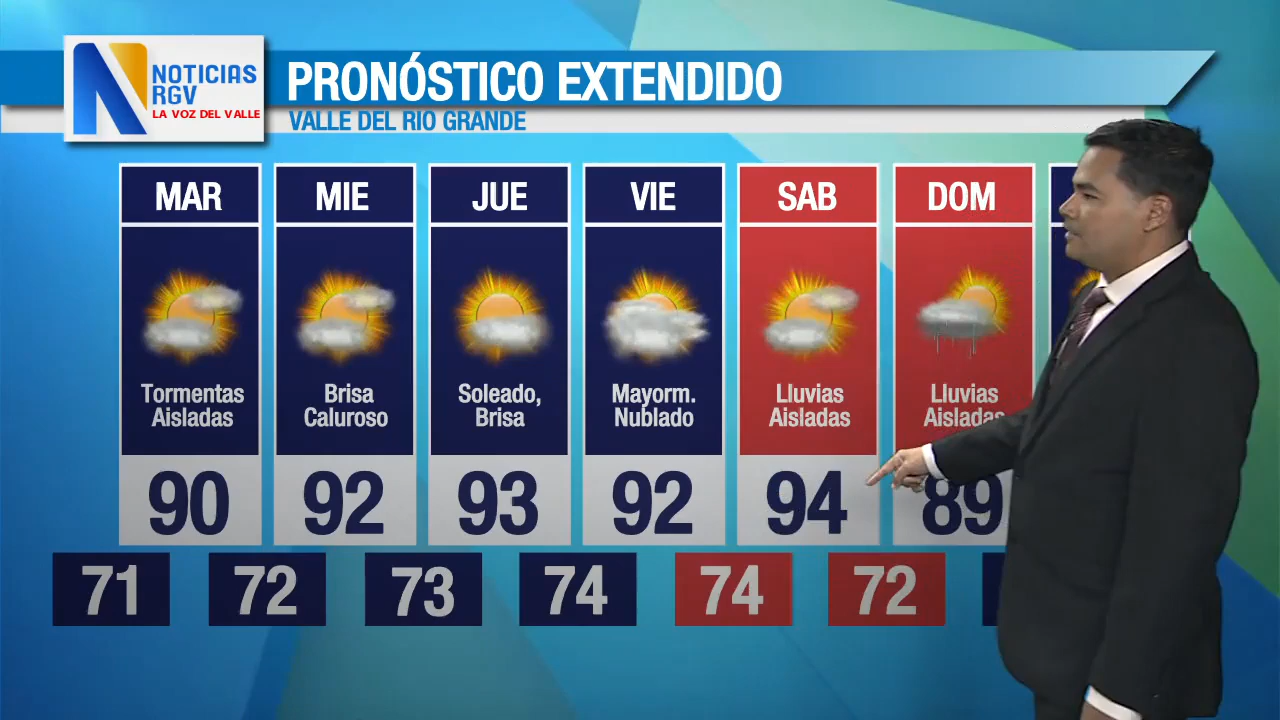 NOTICIAS
RGV
LA VOZ DEL VALLE
PRONÓSTICO EXTENDIDO
VALLE DEL RIO GRANDE
MAR
MIE
JUE
VIE
SAB
DOM
Tormentas
Aisladas
Brisa
Caluroso
Soleado,
Brisa
Mayorm.
Nublado
Lluvias
Aisladas
Lluvias
Aisladas
90
92
93
92
94
89
71
72
73
74
74
72